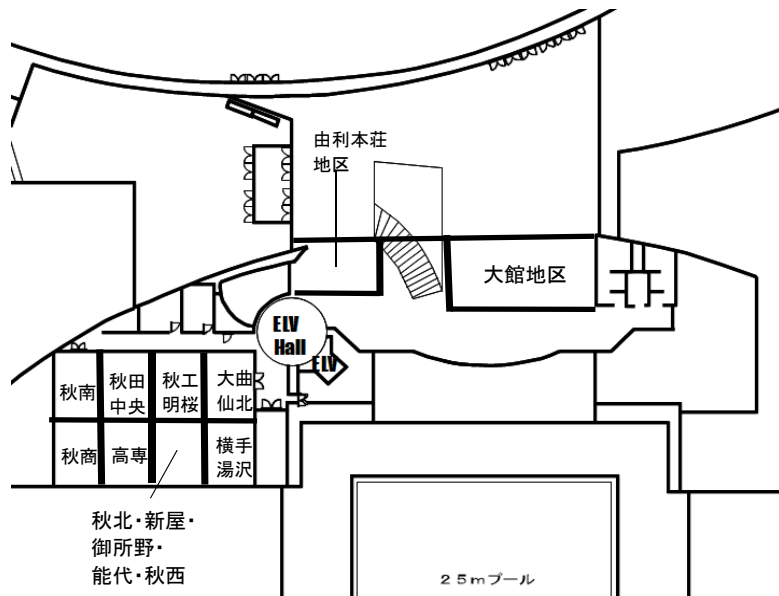 由利本荘
地区
大館地区
ELV
Hall
ELV
秋南
秋田
中央
秋工
明桜
大曲
仙北
秋商
高専
横手
湯沢
秋北・新屋・
御所野・
能代・秋西
25mプール